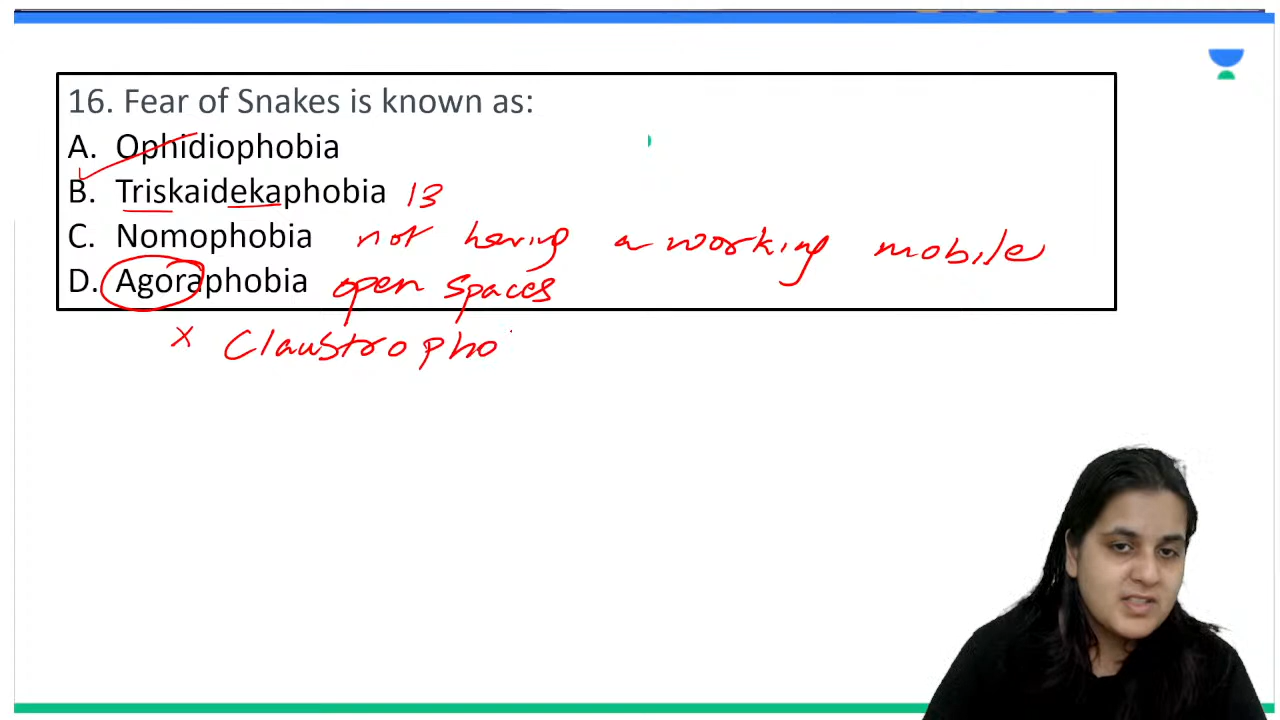 16. Fear of Snakes is known as:
A. Ophidiophobia
B. Triskaidekaphobia 13
C. Nomophobia not having a working mobile
D. Agoraphobia open spaces
x Claustropho